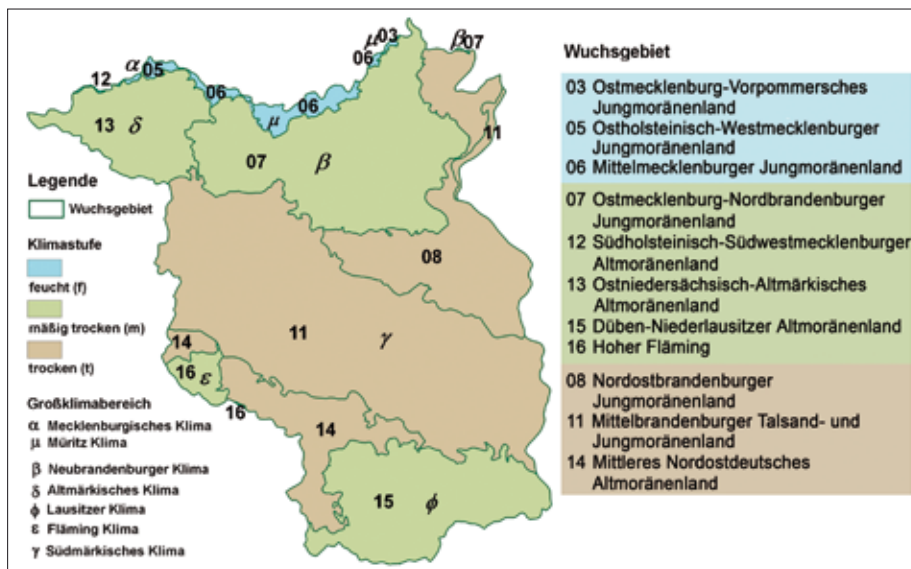 μ 03
β 07
α 05
06
12
06
06
13 δ
μ
11
07
β
Legende
Wuchsgebiet
Klimastufe
feucht (f)
mäßig trocken (m)
trocken (t)
08
11
γ
14
16 ε
16
14
15
ϕ
Großklimabereich
α Mecklenburgisches Klima
μ Müritz Klima
β Neubrandenburger Klima
δ Altmärkisches Klima
ϕ Lausitzer Klima
ε Fläming Klima
γ Südmärkisches Klima
Wuchsgebiet
03 Ostmecklenburg-Vorpommersches
Jungmoränenland
05 Ostholsteinisch-Westmecklenburger
Jungmoränenland
06 Mittelmecklenburger Jungmoränenland
07 Ostmecklenburg-Nordbrandenburger
Jungmoränenland
12 Südholsteinisch-Südwestmecklenburger
Altmoränenland
13 Ostniedersächsisch-Altmärkisches
Altmoränenland
15 Düben-Niederlausitzer Altmoränenland
16 Hoher Fläming
08 Nordostbrandenburger
Jungmoränenland
11 Mittelbrandenburger Talsand- und
Jungmoränenland
14 Mittleres Nordostdeutsches
Altmoränenland